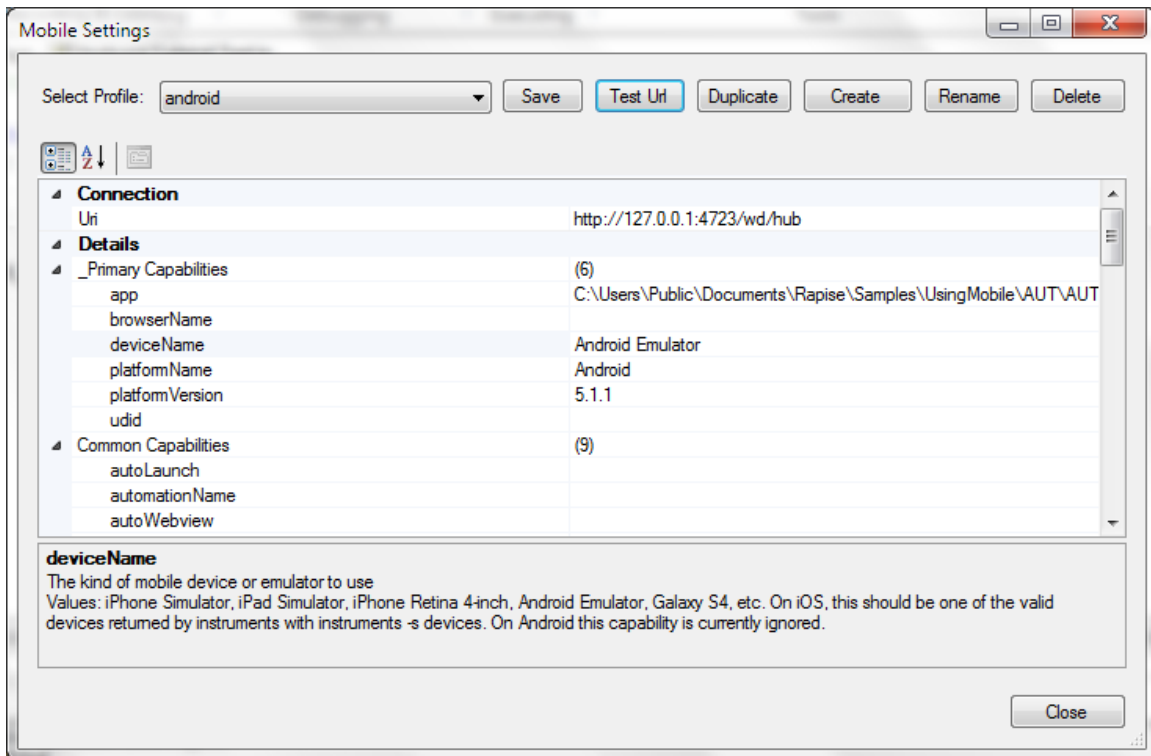 Mobile Settings
Select Profile: android Save Test Url Duplicate Create Rename Delete
Connection
Uri http://127.0.0.1:4723/wd/hub
Details
_Primary Capabilities (6)
app C:\Users\Public\Documents\Rapise\Samples\UsingMobile\AUT\AUT
browserName
deviceName Android Emulator
platformName Android
platformVersion 5.1.1
udid
Common Capabilities (9)
autoLaunch
automationName
autoWebview
deviceName
The kind of mobile device or emulator to use
Values: iPhone Simulator, iPad Simulator, iPhone Retina 4-inch, Android Emulator, Galaxy S4, etc. On iOS, this should be one of the valid
devices returned by instruments with instruments -s devices. On Android this capability is currently ignored.
Close